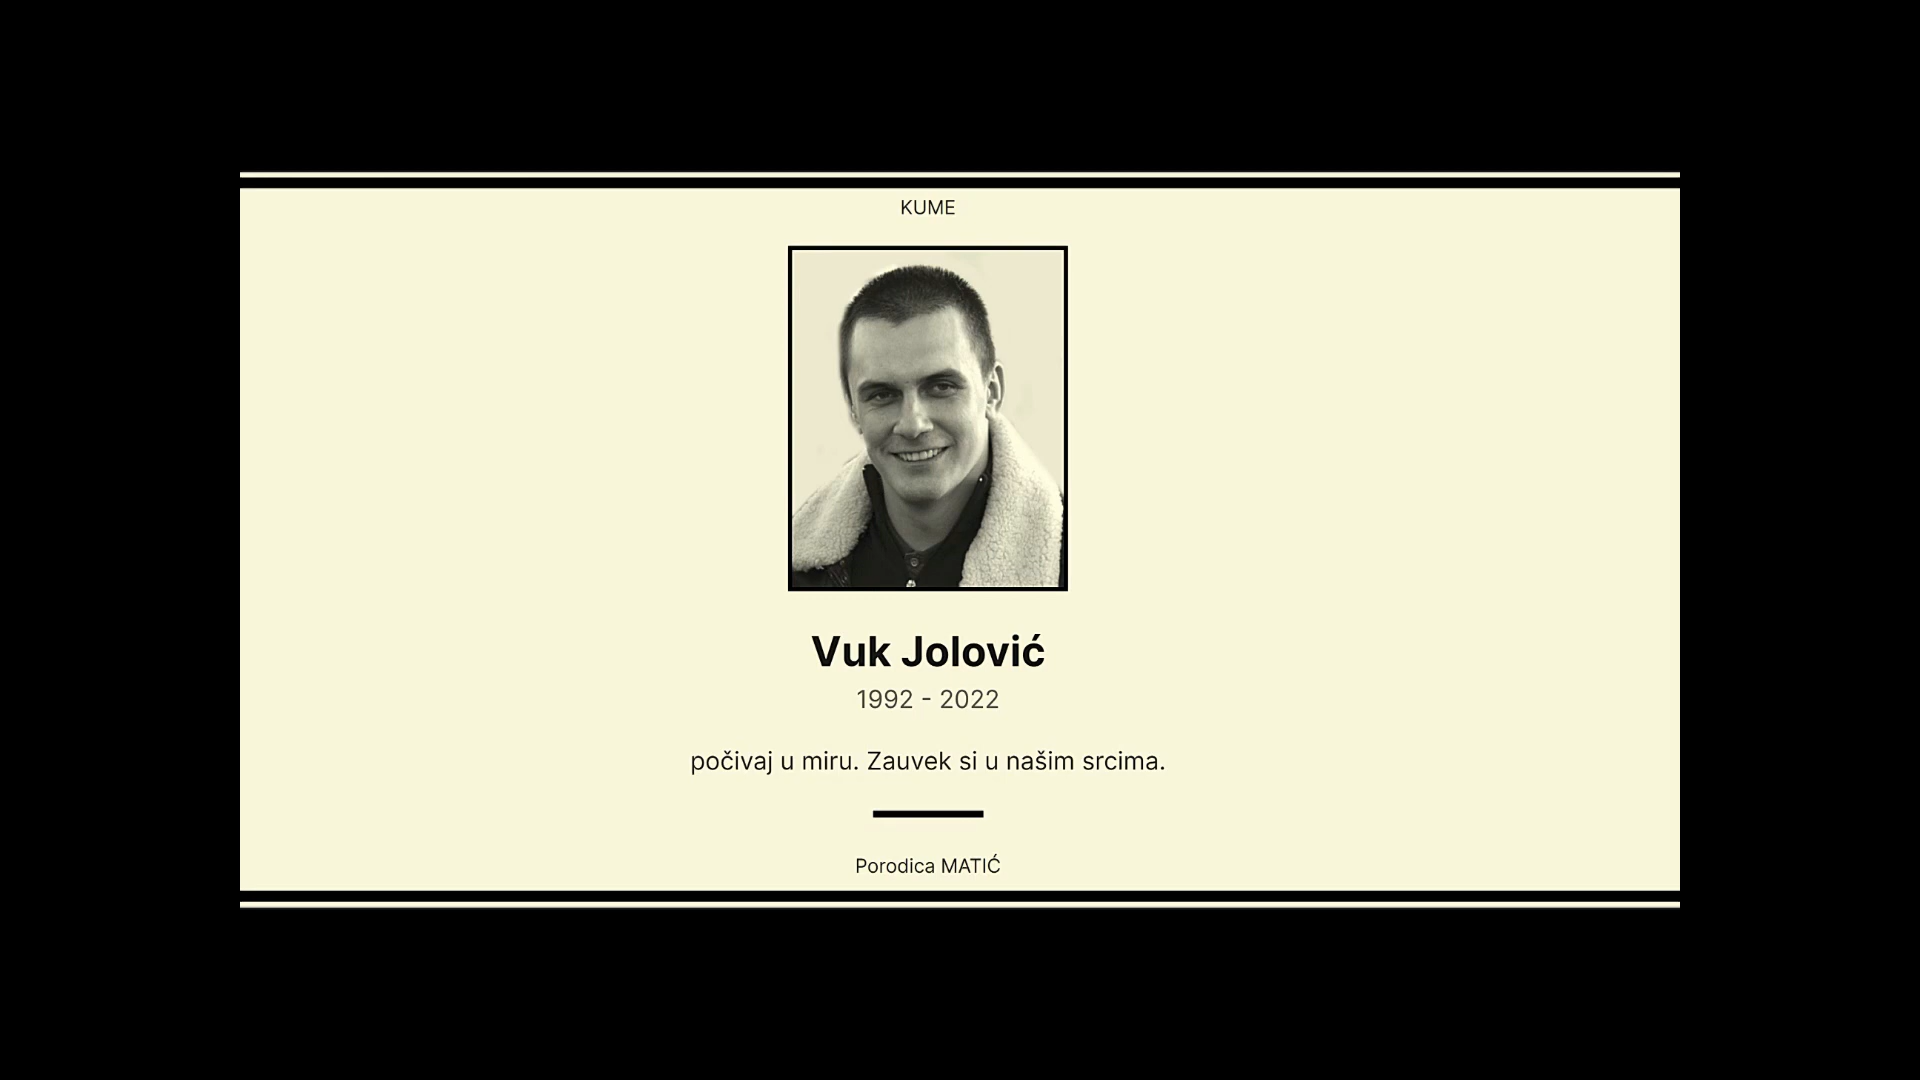 KUME
Vuk Jolović
1992 - 2022
počivaj u miru. Zauvek si u našim srcima.
Porodica MATIĆ